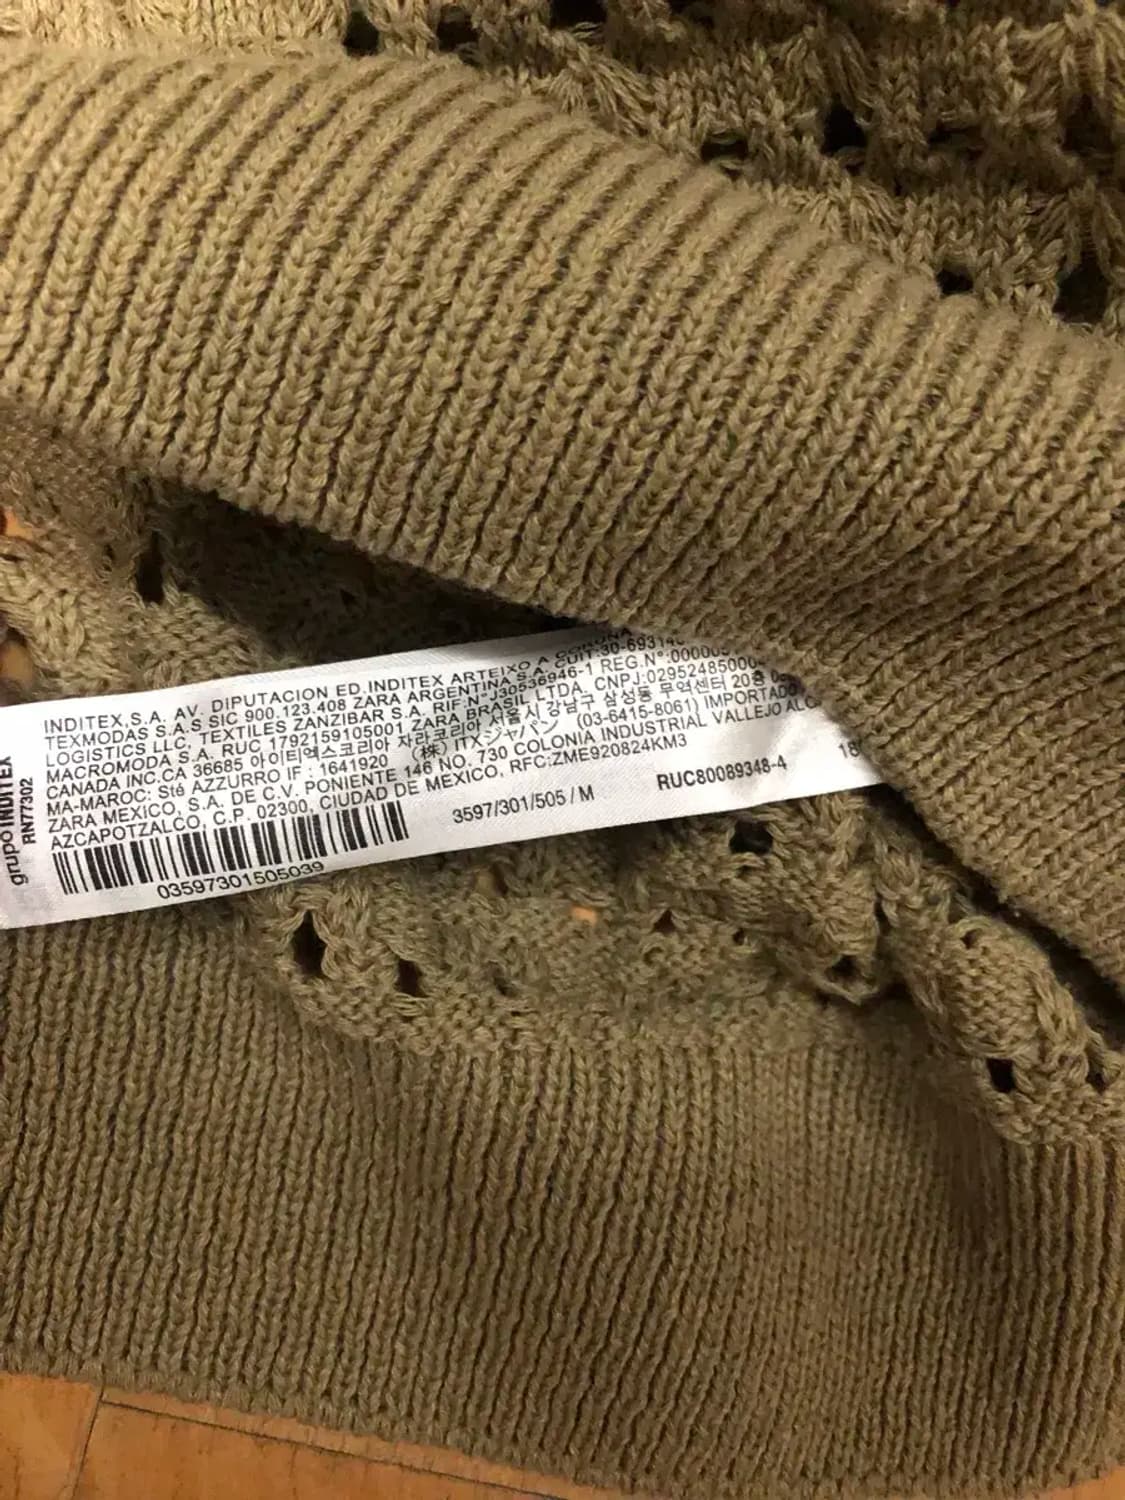 grupo INDITEX
RN77302
INDITEX,S.A. AV. DIPUTACION ED.INDITEX ARTEIXO A CORUÑA
TEXMODAS S.A.S SIC 900.123.408 ZARA ARGENTINA S.A. CUIT:30-69314
LOGISTICS LLC; TEXTILES ZANZIBAR S.A. RIF:N°J30536946-1 REG.N°:00000
MACROMODA S.A. RUC 1792159105001 ZARA BRASIL,LTDA. CNPJ:02952485000
CANADA INC.CA 36685 아이티엑스코리아 자라코리아 서울시 강남구 삼성동 무역센터 20층
MA-MAROC: Sté AZZURRO IF : 1641920 (株) ITXジャパン (03-6415-8061) IMPORTADO
ZARA MEXICO, S.A. DE C.V. PONIENTE 146 NO. 730 COLONIA INDUSTRIAL VALLEJO
AZCAPOTZALCO, C.P. 02300, CIUDAD DE MEXICO, RFC:ZME920824KM3
03597301505039
3597/301/505 / M
RUC80089348-4
18